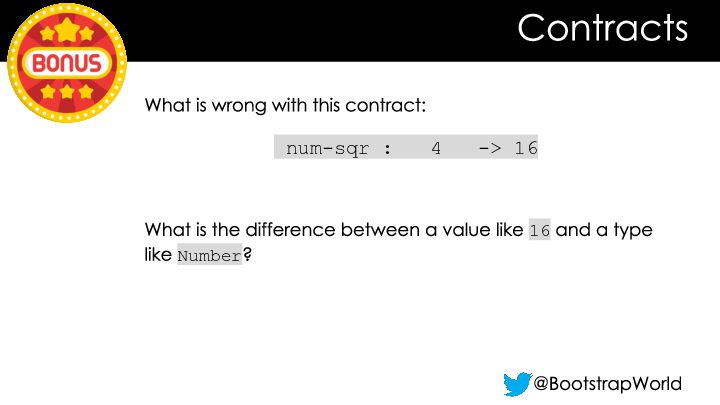 Contracts
BONUS
What is wrong with this contract:
num-sqr : 4 -> 16
What is the difference between a value like 16 and a type
like Number?
@BootstrapWorld